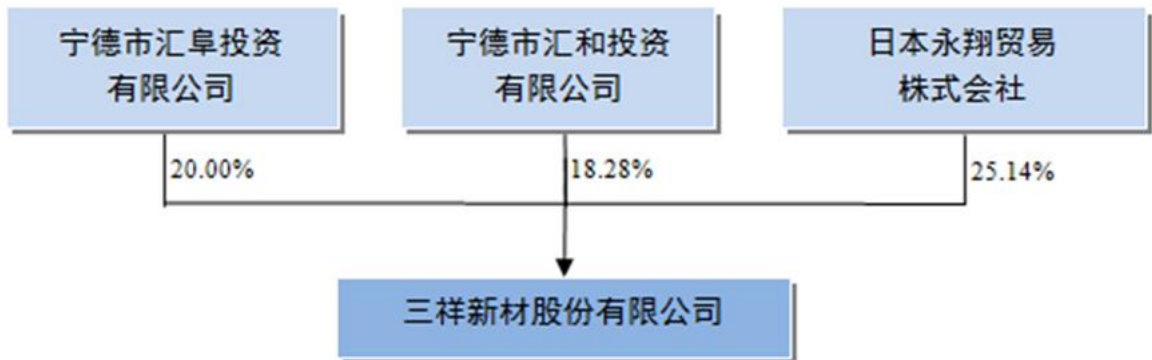 宁德市汇阜投资
有限公司
宁德市汇和投资
有限公司
日本永翔贸易
株式会社
20.00%
18.28%
25.14%
三祥新材股份有限公司